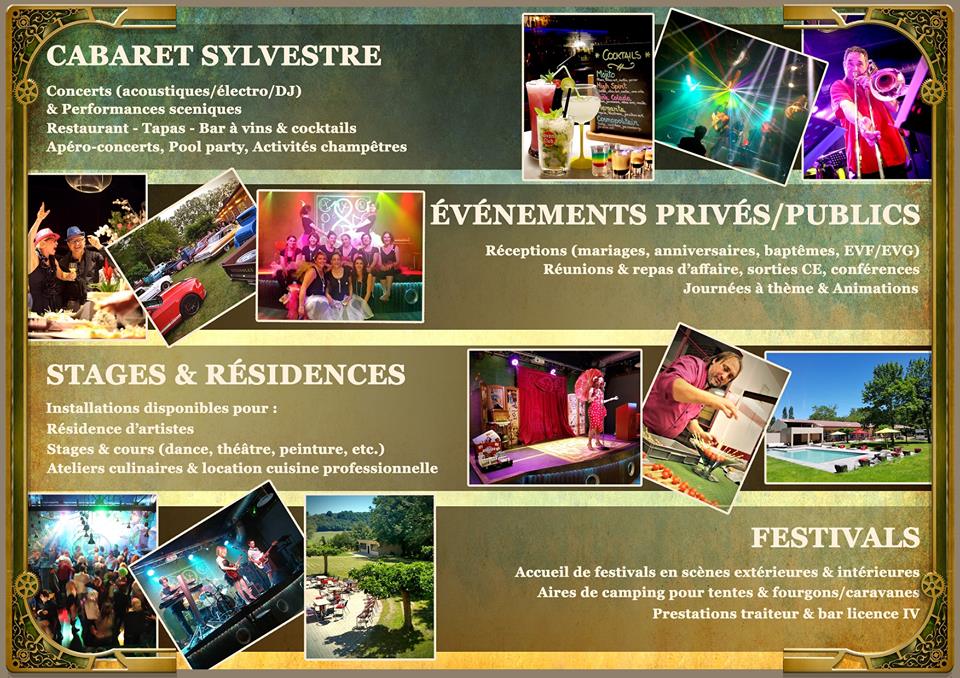 CABARET SYLVESTRE
Concerts (acoustiques/électro/DJ)
& Performances sceniques
Restaurant - Tapas - Bar à vins & cocktails
Apéro-concerts, Pool party, Activités champêtres
COCKTAILS
Mojito
High Spirit
Cosmopolitain
ÉVÉNEMENTS PRIVÉS/PUBLICS
Réceptions (mariages, anniversaires, baptêmes, EVF/EVG)
Réunions & repas d'affaire, sorties CE, conférences
Journées à thème & Animations
STAGES & RÉSIDENCES
Installations disponibles pour :
Résidence d'artistes
Stages & cours (dance, théâtre, peinture, etc.)
Ateliers culinaires & location cuisine professionnelle
FESTIVALS
Accueil de festivals en scènes extérieures & intérieures
Aires de camping pour tentes & fourgons/caravanes
Prestations traiteur & bar licence IV